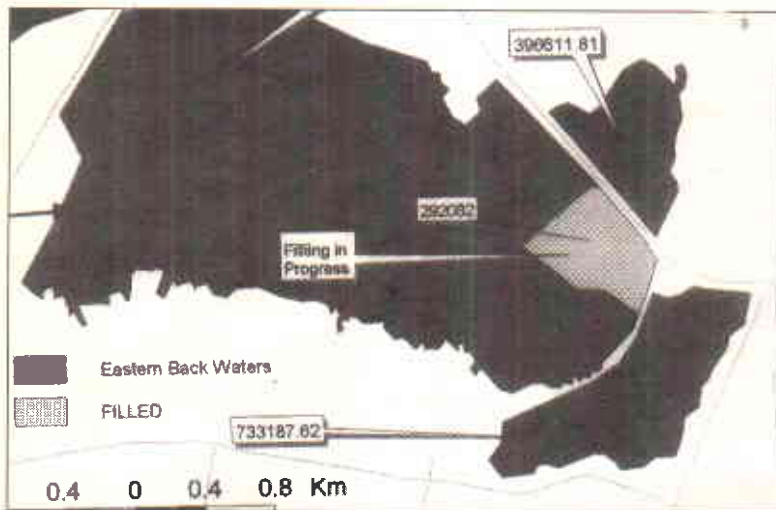 396611.81
292082
Filling in
Progress
Eastern Back Waters
FILLED
733187.62
0.4 0 0.4 0.8 Km